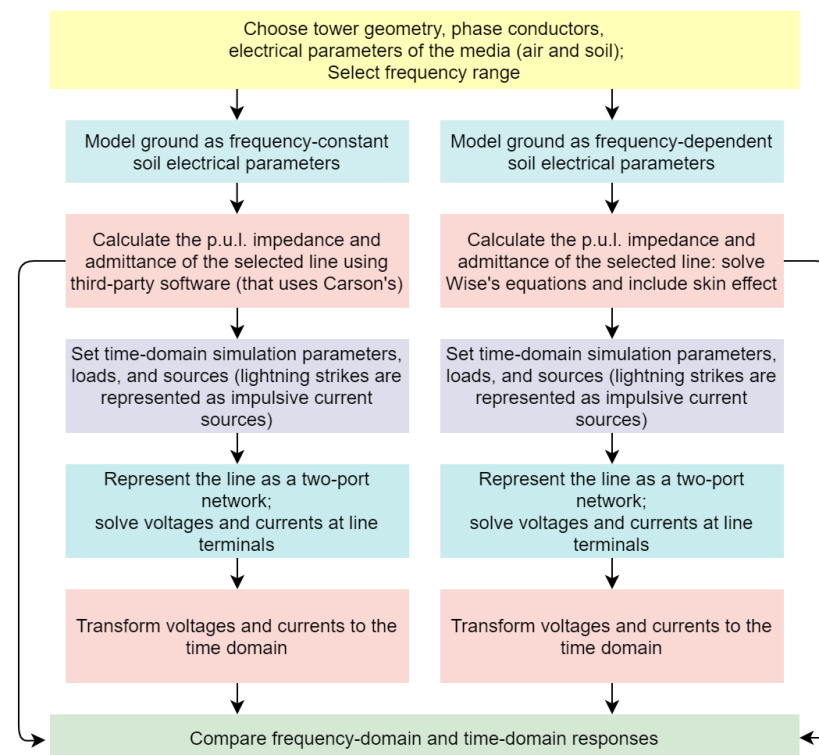 Choose tower geometry, phase conductors,
electrical parameters of the media (air and soil);
Select frequency range
Model ground as frequency-constant
soil electrical parameters
Model ground as frequency-dependent
soil electrical parameters
Calculate the p.u.l. impedance and
admittance of the selected line using
third-party software (that uses Carson's)
Calculate the p.u.l. impedance and
admittance of the selected line: solve
Wise's equations and include skin effect
Set time-domain simulation parameters,
loads, and sources (lightning strikes are
represented as impulsive current
sources)
Set time-domain simulation parameters,
loads, and sources (lightning strikes are
represented as impulsive current
sources)
Represent the line as a two-port
network;
solve voltages and currents at line
terminals
Represent the line as a two-port
network;
solve voltages and currents at line
terminals
Transform voltages and currents to the
time domain
Transform voltages and currents to the
time domain
Compare frequency-domain and time-domain responses